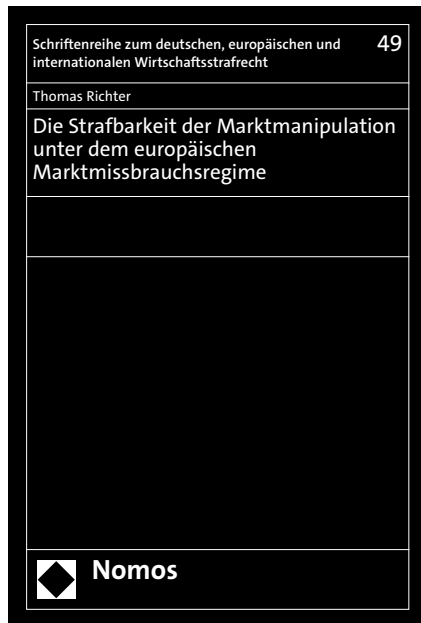 Schriftenreihe zum deutschen, europäischen und
internationalen Wirtschaftsstrafrecht
49
Thomas Richter
Die Strafbarkeit der Marktmanipulation
unter dem europäischen
Marktmissbrauchsregime
Nomos